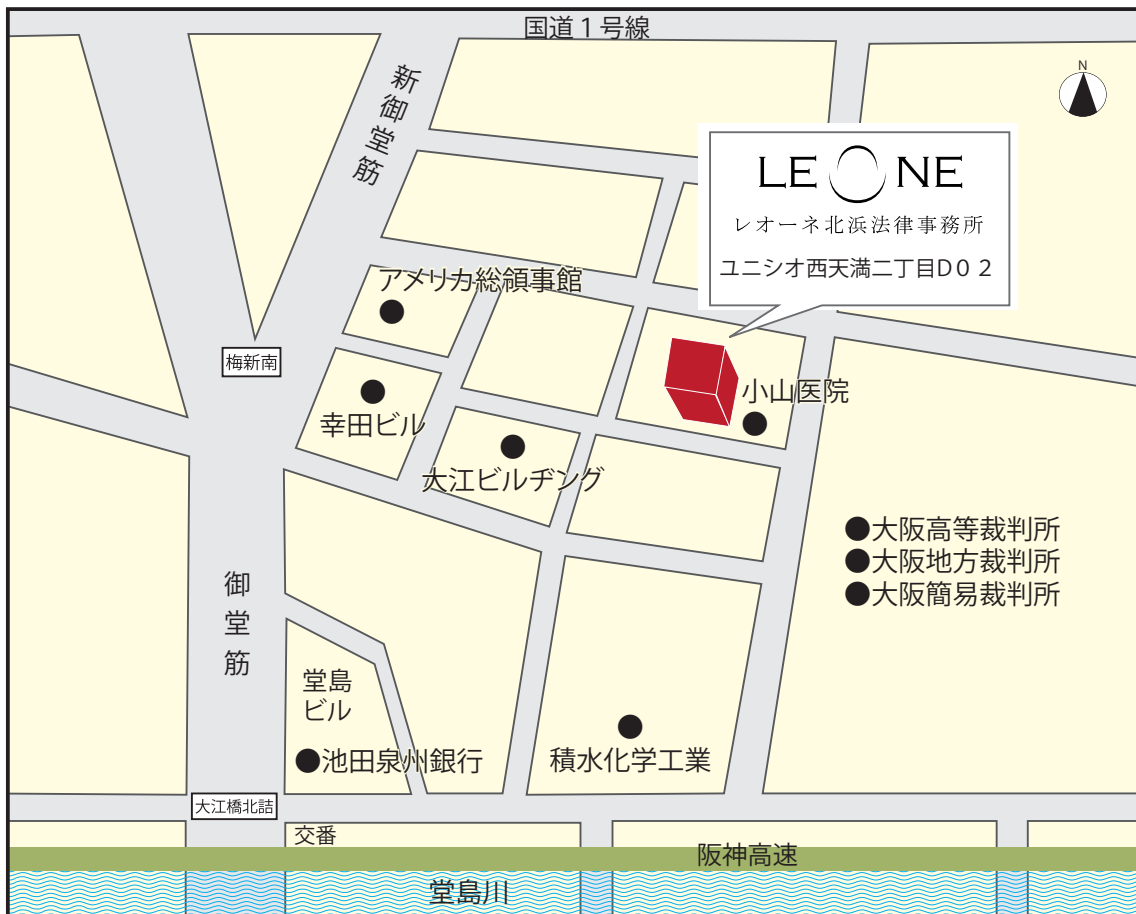 国道１号線
N
新御堂筋
LEONE
レオーネ北浜法律事務所
ユニシオ西天満二丁目D０２
アメリカ総領事館
梅新南
小山医院
幸田ビル
大江ビルヂング
●大阪高等裁判所
●大阪地方裁判所
●大阪簡易裁判所
御堂筋
堂島
ビル
●池田泉州銀行
積水化学工業
大江橋北詰
交番
阪神高速
堂島川